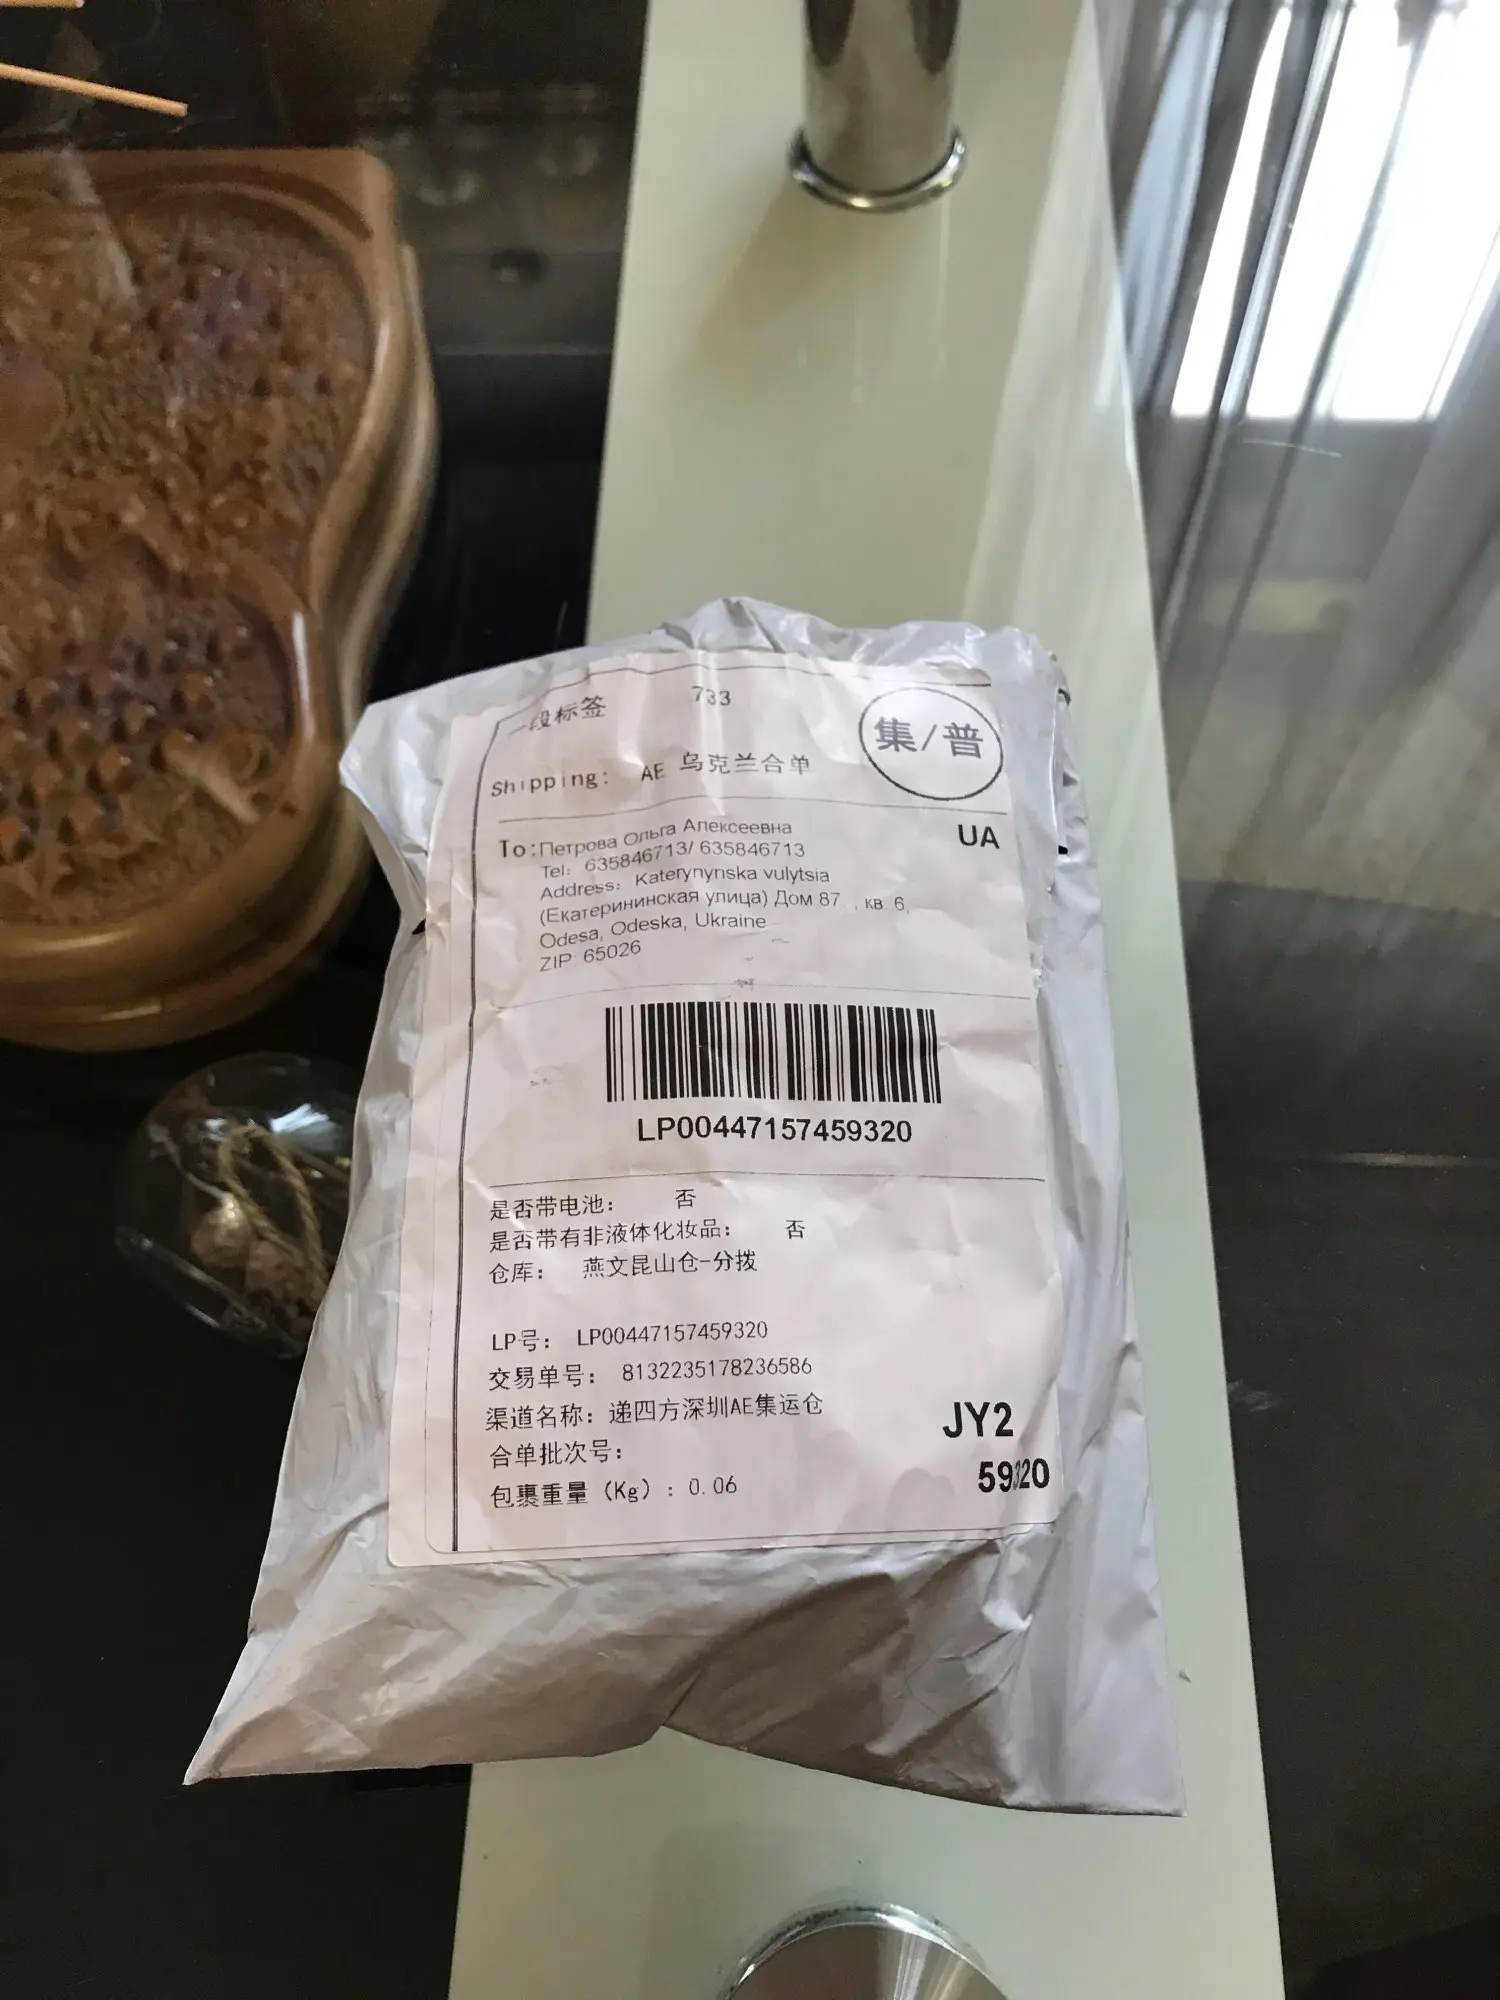 一段标签 733
集/普
Shipping: AE 乌克兰合单
UA
To:Петрова Ольга Алексеевна
Tel: 635846713/ 635846713
Address: Katerynynska vulytsia
(Екатерининская улица) Дом 87 , кв. 6,
Odesa, Odeska, Ukraine
ZIP: 65026
LP00447157459320
是否带电池: 否
是否带有非液体化妆品: 否
仓库: 燕文昆山仓-分拨
LP号: LP00447157459320
交易单号: 8132235178236586
渠道名称: 递四方深圳AE集运仓
合单批次号:
包裹重量 (Kg) : 0.06
JY2
59320